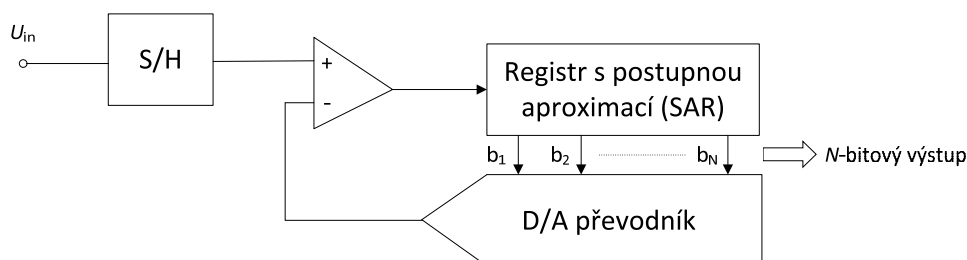 Uin
S/H
+
-
Registr s postupnou
aproximací (SAR)
b1
b2
bN
N-bitový výstup
D/A převodník